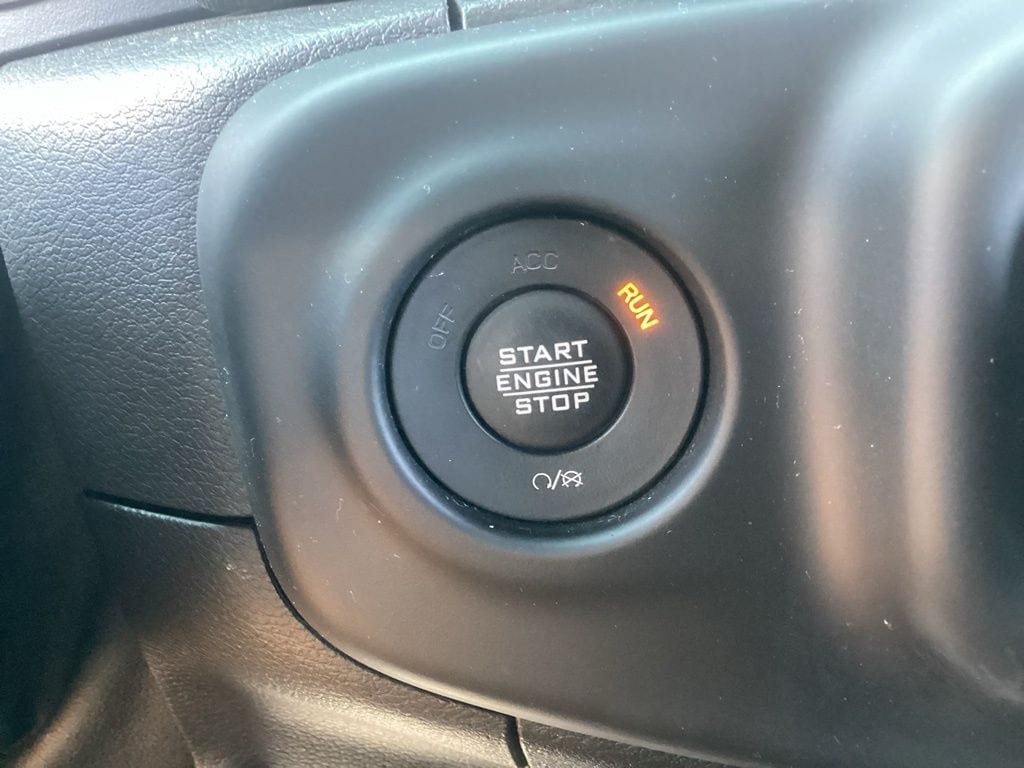 ACC
OFF
RUN
START
ENGINE
STOP